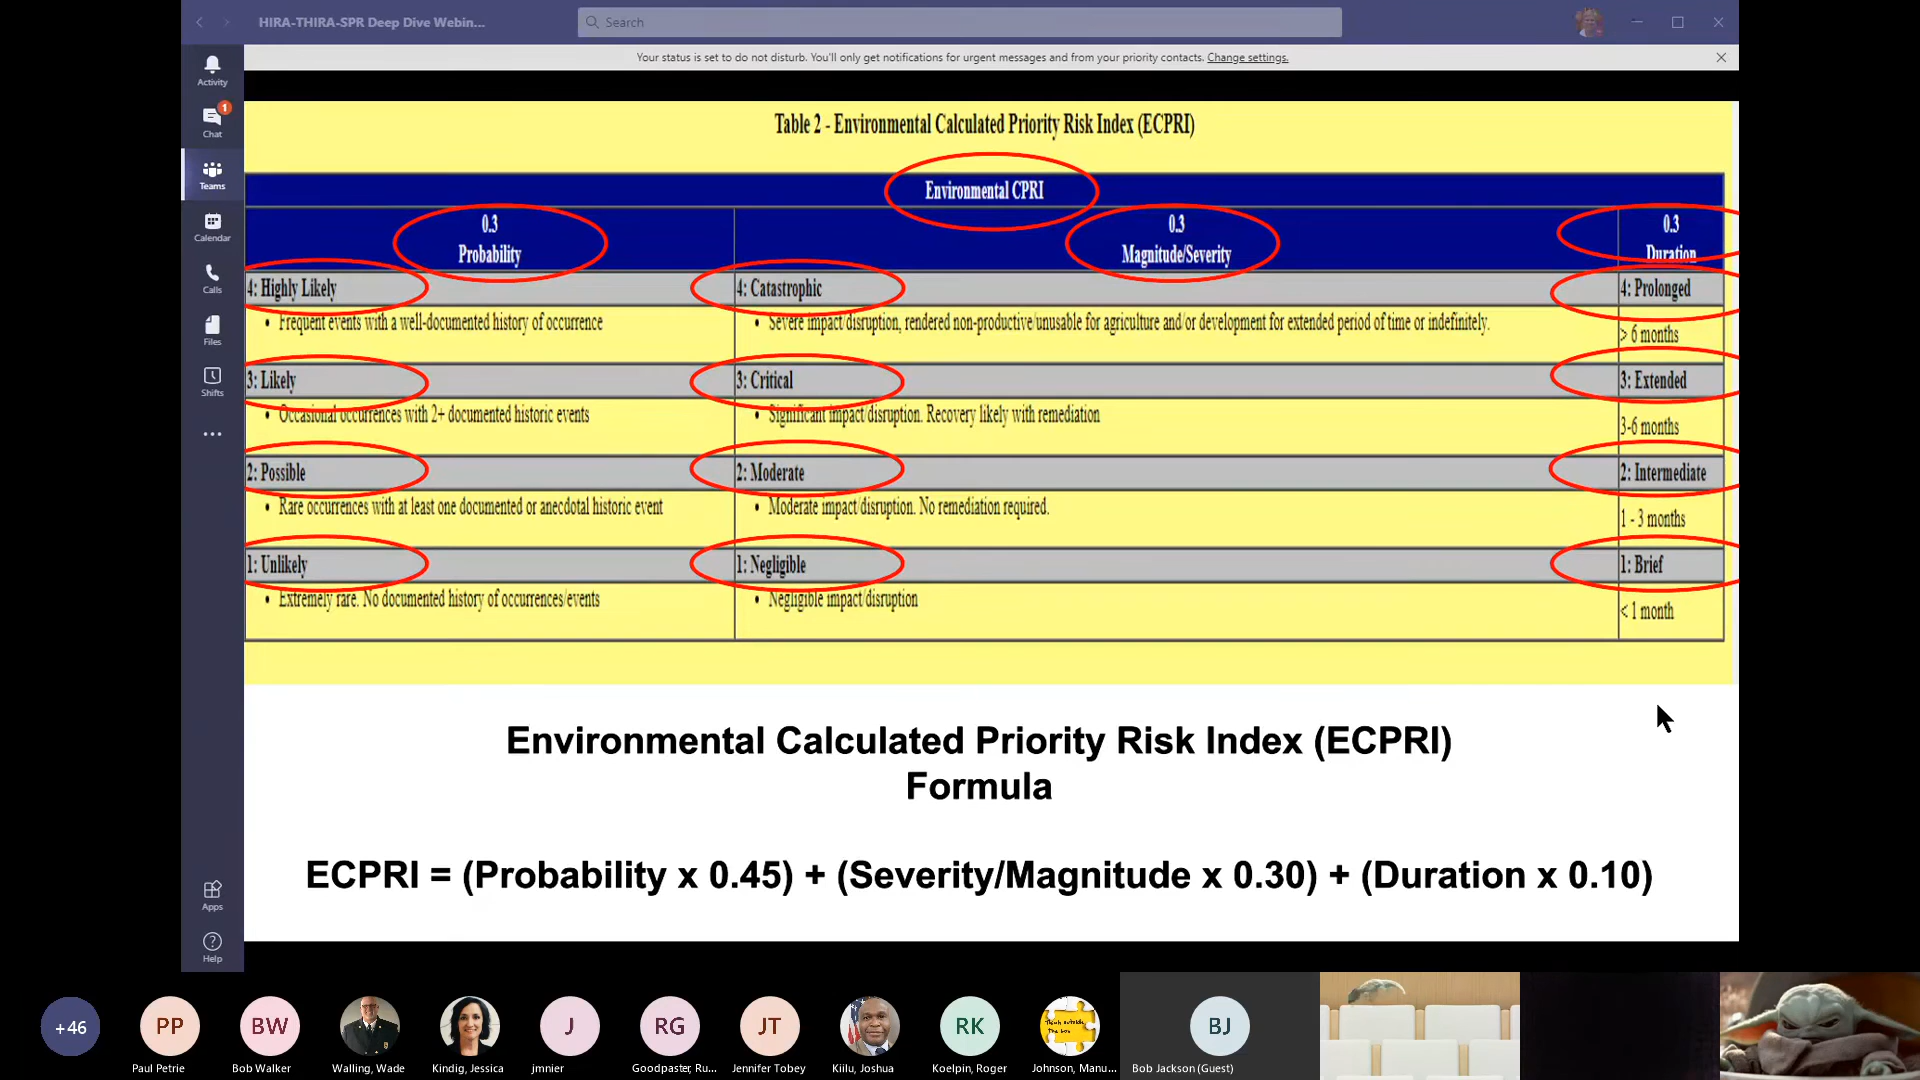 HIRA-THIRA-SPR Deep Dive Webin...
Search
Your status is set to do not disturb. You'll only get notifications for urgent messages and from your priority contacts. Change settings.
Activity
1
Chat
Teams
Calendar
Calls
Files
Shifts
Apps
Help
Table 2 - Environmental Calculated Priority Risk Index (ECPRI)
Environmental CPRI
0.3
Probability
0.3
Magnitude/Severity
0.3
Duration
4: Highly Likely
4: Catastrophic
4: Prolonged
• Frequent events with a well-documented history of occurrence
• Severe impact/disruption, rendered non-productive/unusable for agriculture and/or development for extended period of time or indefinitely.
> 6 months
3: Likely
3: Critical
3: Extended
• Occasional occurrences with 2+ documented historic events
• Significant impact/disruption. Recovery likely with remediation
3-6 months
2: Possible
2: Moderate
2: Intermediate
• Rare occurrences with at least one documented or anecdotal historic event
• Moderate impact/disruption. No remediation required.
1 - 3 months
1: Unlikely
1: Negligible
1: Brief
• Extremely rare. No documented history of occurrences/events
• Negligible impact/disruption
< 1 month
Environmental Calculated Priority Risk Index (ECPRI)
Formula
ECPRI = (Probability x 0.45) + (Severity/Magnitude x 0.30) + (Duration x 0.10)
+46
PP
BW
J
RG
JT
RK
Think outside
The box
BJ
Paul Petrie
Bob Walker
Walling, Wade
Kindig, Jessica
jmnier
Goodpaster, Ru...
Jennifer Tobey
Kiilu, Joshua
Koelpin, Roger
Johnson, Manu...
Bob Jackson (Guest)